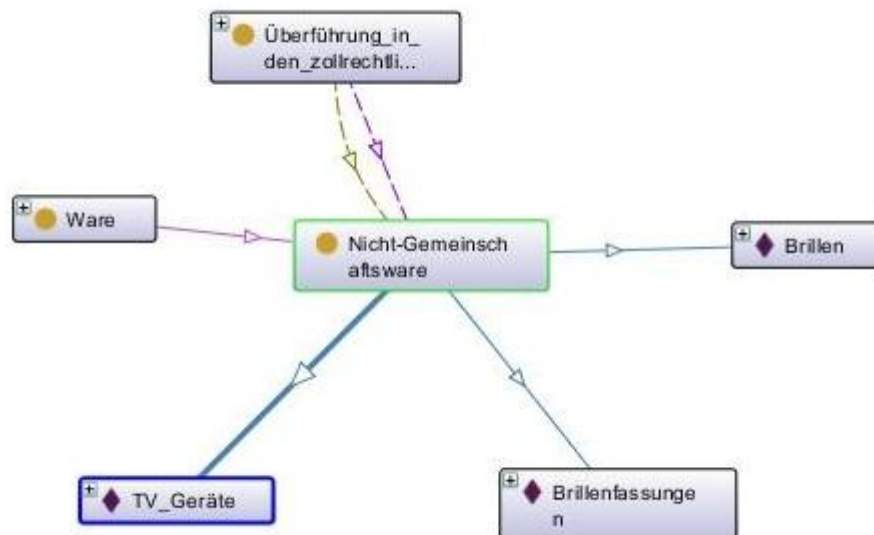 Überführung_in_
den_zollrechtli...
Ware
Nicht-Gemeinsch
aftsware
Brillen
TV_Geräte
Brillenfassunge
n